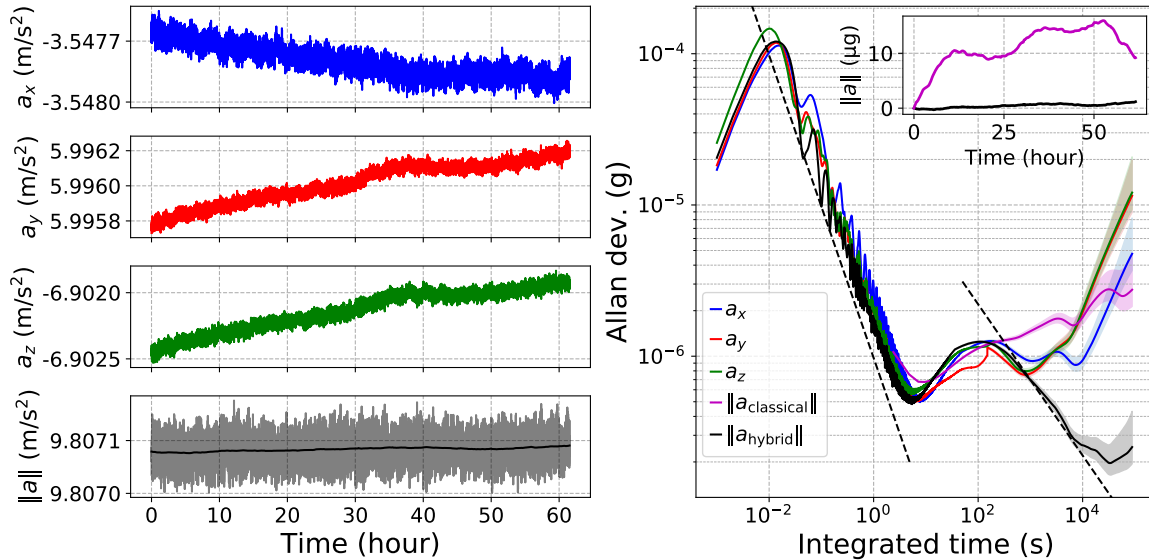 a_x (m/s²)
-3.5477
-3.5480
a_y (m/s²)
5.9962
5.9960
5.9958
a_z (m/s²)
-6.9020
-6.9025
‖a‖ (m/s²)
9.8071
9.8070
0 10 20 30 40 50 60
Time (hour)
Allan dev. (g)
10⁻⁴
10⁻⁵
10⁻⁶
‖a‖ (μg)
10
0
0 25 50
Time (hour)
a_x
a_y
a_z
‖a_classical‖
‖a_hybrid‖
10⁻² 10⁰ 10² 10⁴
Integrated time (s)